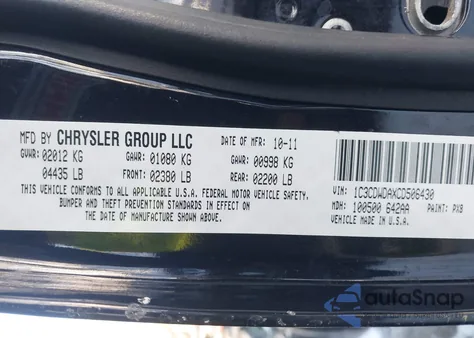 MFD BY CHRYSLER GROUP LLC
DATE OF MFR: 10-11
GVWR: 02012 KG GAWR: 01080 KG GAWR: 00998 KG
04435 LB FRONT: 02380 LB REAR: 02200 LB
THIS VEHICLE CONFORMS TO ALL APPLICABLE U.S.A. FEDERAL MOTOR VEHICLE SAFETY,
BUMPER AND THEFT PREVENTION STANDARDS IN EFFECT ON
THE DATE OF MANUFACTURE SHOWN ABOVE.
VIN: 1C3CDWDAXCD506430
MDH: 100500 642AA PAINT: PX8
VEHICLE MADE IN U.S.A.
autaSnap